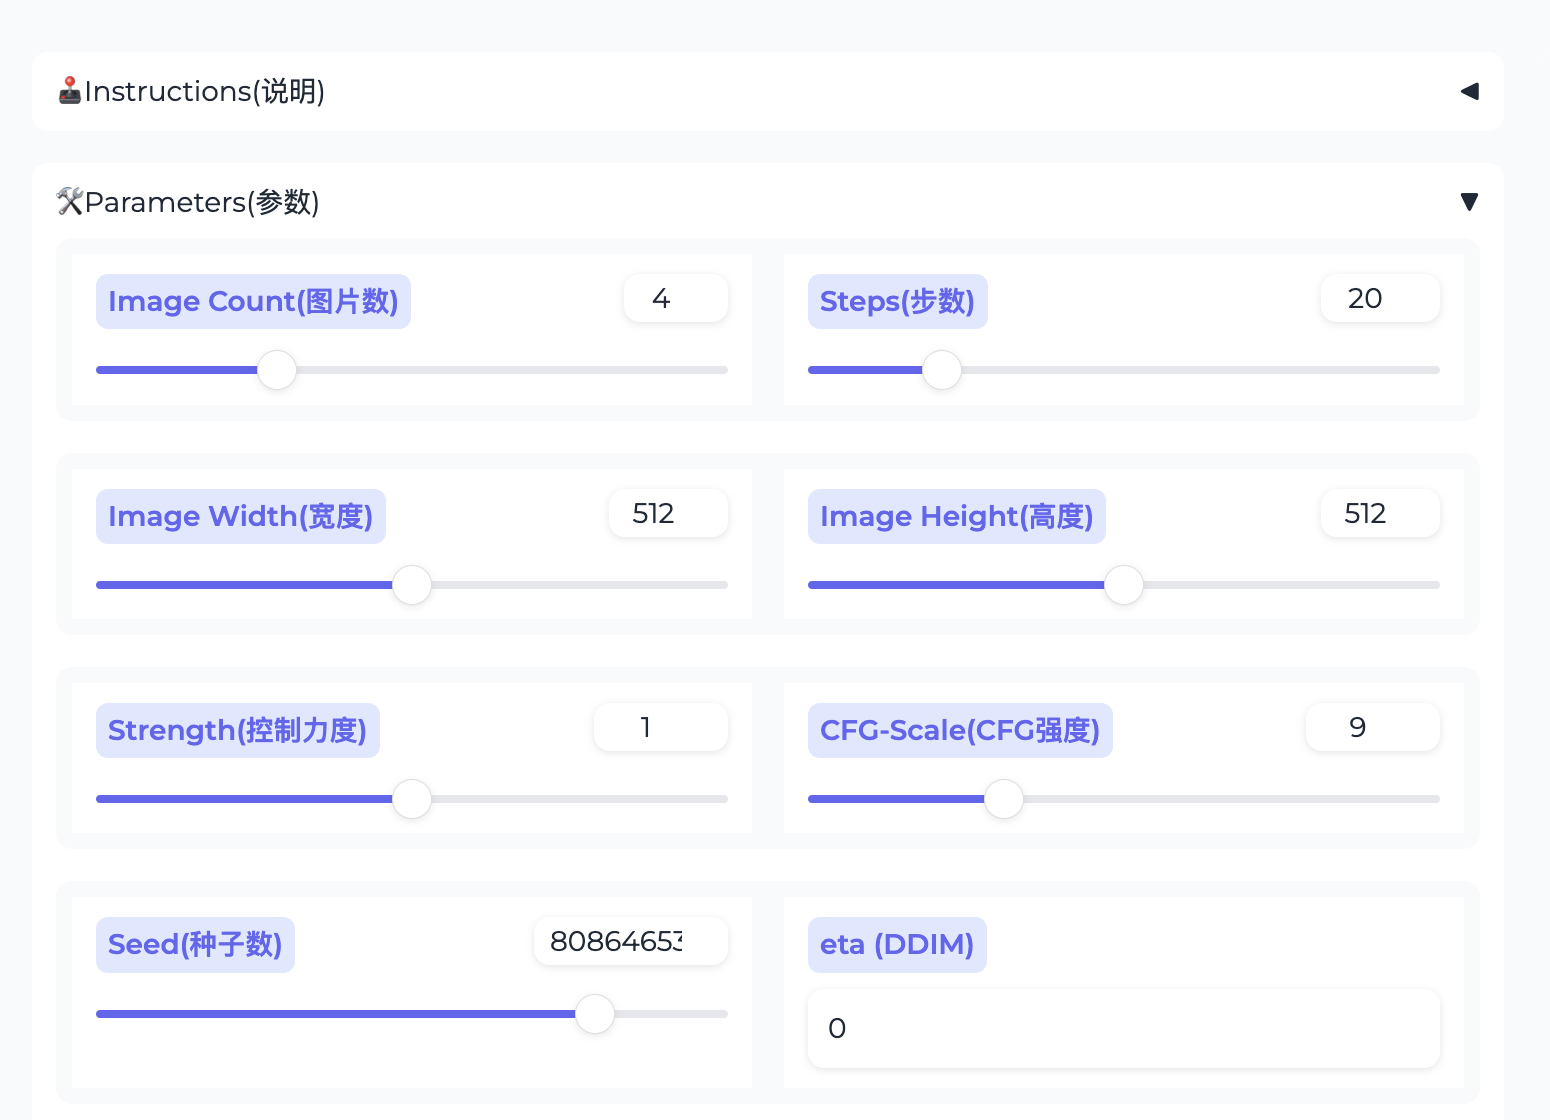 Instructions(说明)
Parameters(参数)
Image Count(图片数)
4
Steps(步数)
20
Image Width(宽度)
512
Image Height(高度)
512
Strength(控制力度)
1
CFG-Scale(CFG强度)
9
Seed(种子数)
80864653
eta (DDIM)
0